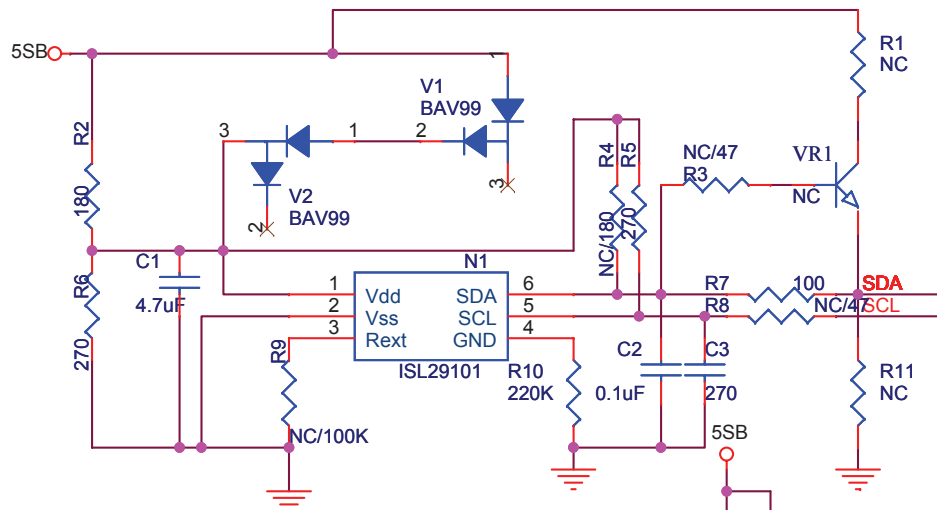 5SB
R1
NC
1
V1
BAV99
R2
3
1
2
R4
R5
NC/47
R3
VR1
NC
3
180
V2
BAV99
2
NC/180
270
C1
4.7uF
N1
R6
1
Vdd
SDA
6
R7
100
SDA
2
Vss
SCL
5
R8
NC/47
SCL
3
Rext
GND
4
270
R9
ISL29101
R10
220K
C2
0.1uF
C3
270
R11
NC
NC/100K
5SB